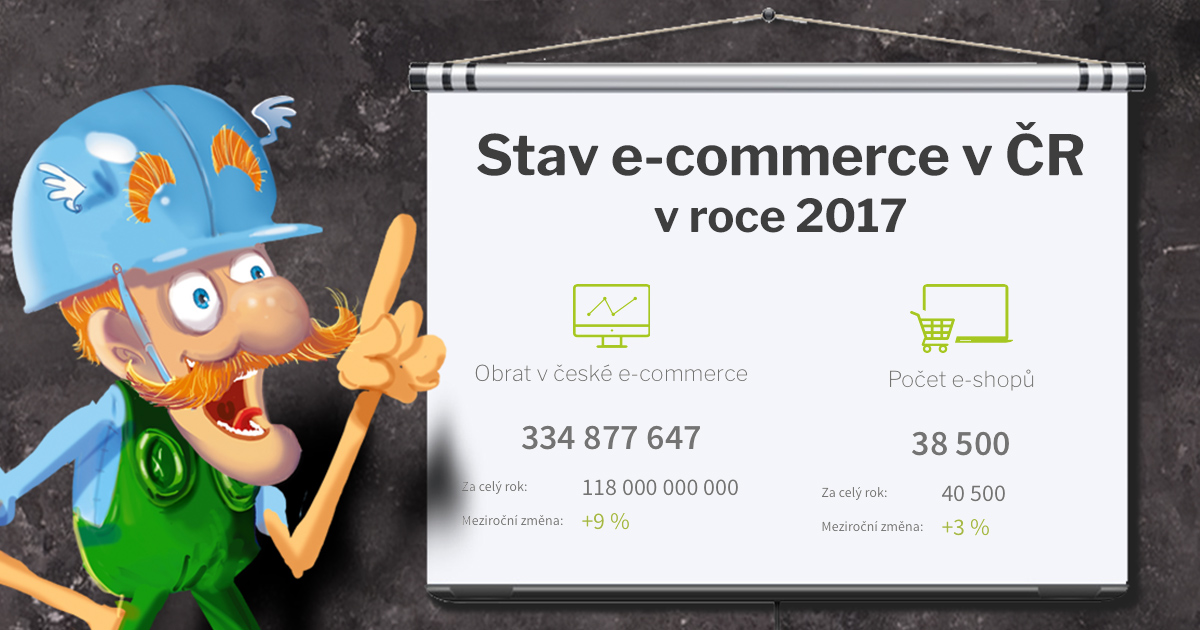 Stav e-commerce v ČR
v roce 2017
Obrat v české e-commerce
334 877 647
Za celý rok: 118 000 000 000
Meziroční změna: +9 %
Počet e-shopů
38 500
Za celý rok: 40 500
Meziroční změna: +3 %